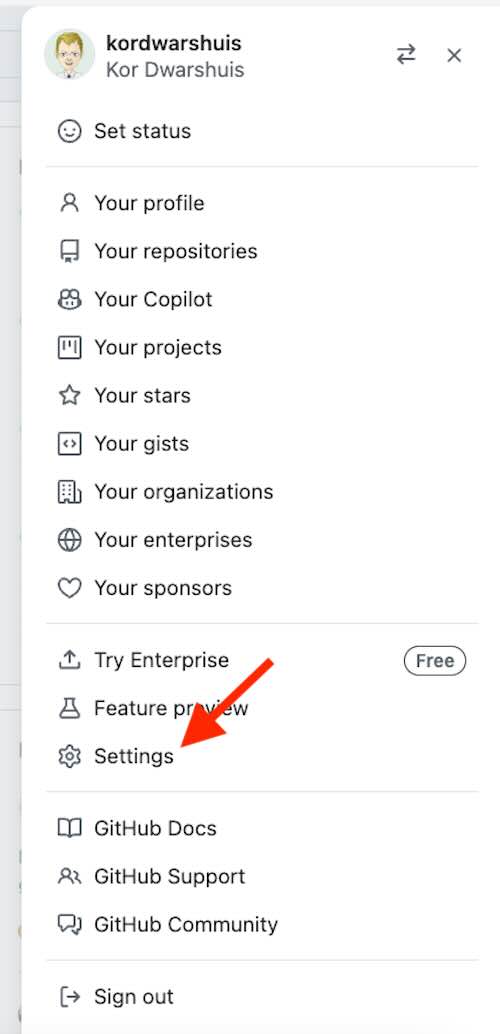 kordwarshuis
Kor Dwarshuis
Set status
Your profile
Your repositories
Your Copilot
Your projects
Your stars
Your gists
Your organizations
Your enterprises
Your sponsors
Try Enterprise Free
Feature preview
Settings
GitHub Docs
GitHub Support
GitHub Community
Sign out